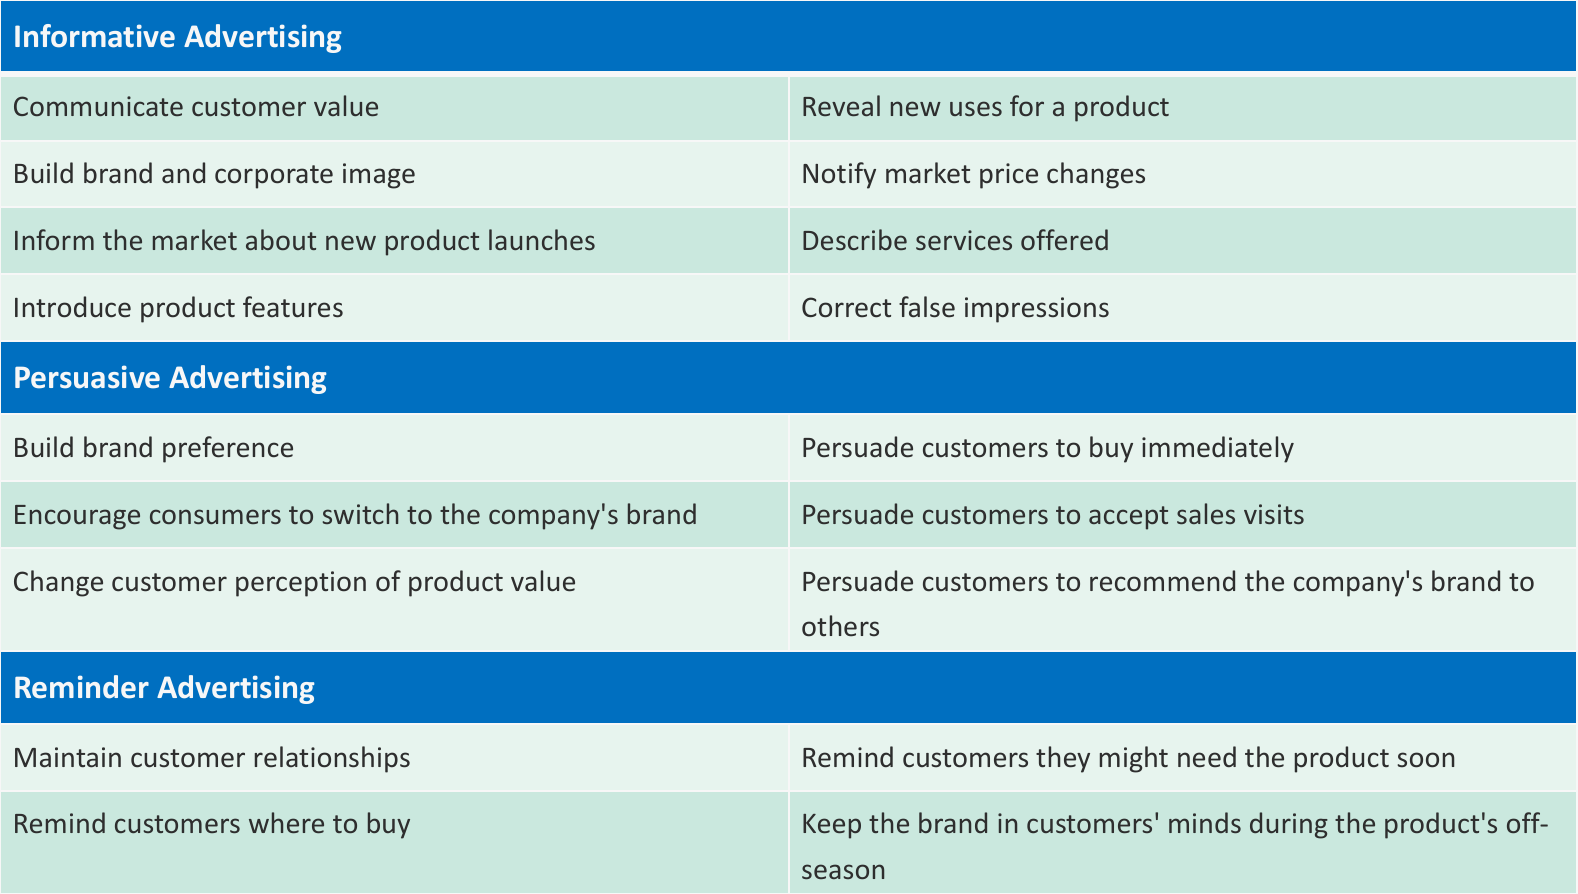 Informative Advertising
Communicate customer value
Reveal new uses for a product
Build brand and corporate image
Notify market price changes
Inform the market about new product launches
Describe services offered
Introduce product features
Correct false impressions
Persuasive Advertising
Build brand preference
Persuade customers to buy immediately
Encourage consumers to switch to the company's brand
Persuade customers to accept sales visits
Change customer perception of product value
Persuade customers to recommend the company's brand to
others
Reminder Advertising
Maintain customer relationships
Remind customers they might need the product soon
Remind customers where to buy
Keep the brand in customers' minds during the product's off-
season